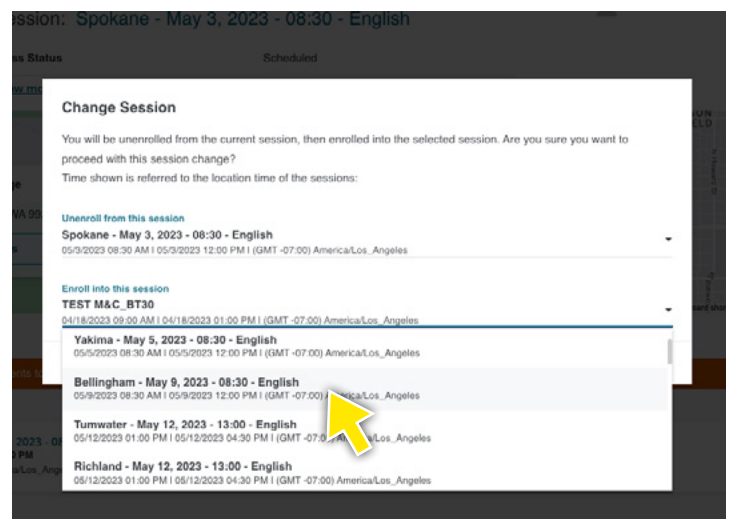 ession: Spokane - May 3, 2023 - 08:30 - English
ss Status Scheduled
ow mo
Change Session
You will be unenrolled from the current session, then enrolled into the selected session. Are you sure you want to
proceed with this session change?
Time shown is referred to the location time of the sessions:
ge
WA 99
Unenroll from this session
Spokane - May 3, 2023 - 08:30 - English
05/3/2023 08:30 AM I 05/3/2023 12:00 PM I (GMT -07:00) America/Los_Angeles
Enroll into this session
TEST M&C_BT30
04/18/2023 09:00 AM I 04/18/2023 01:00 PM I (GMT -07:00) America/Los_Angeles
Yakima - May 5, 2023 - 08:30 - English
05/5/2023 08:30 AM I 05/5/2023 12:00 PM I (GMT -07:00) America/Los_Angeles
Bellingham - May 9, 2023 - 08:30 - English
05/9/2023 08:30 AM I 05/9/2023 12:00 PM I (GMT -07:00) America/Los_Angeles
Tumwater - May 12, 2023 - 13:00 - English
05/12/2023 01:00 PM I 05/12/2023 04:30 PM I (GMT -07:00) America/Los_Angeles
Richland - May 12, 2023 - 13:00 - English
05/12/2023 01:00 PM I 05/12/2023 04:30 PM I (GMT -07:00) America/Los_Angeles